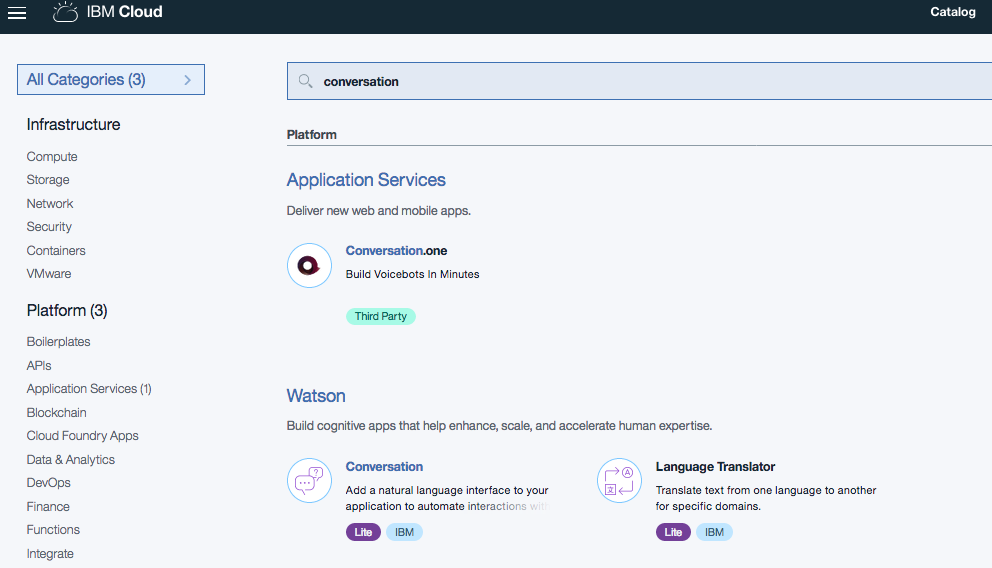 IBM Cloud
Catalog
All Categories (3)
Infrastructure
Compute
Storage
Network
Security
Containers
VMware
Platform (3)
Boilerplates
APIs
Application Services (1)
Blockchain
Cloud Foundry Apps
Data & Analytics
DevOps
Finance
Functions
Integrate
conversation
Platform
Application Services
Deliver new web and mobile apps.
Conversation.one
Build Voicebots In Minutes
Third Party
Watson
Build cognitive apps that help enhance, scale, and accelerate human expertise.
Conversation
Add a natural language interface to your
application to automate interactions with
Lite IBM
Language Translator
Translate text from one language to another
for specific domains.
Lite IBM